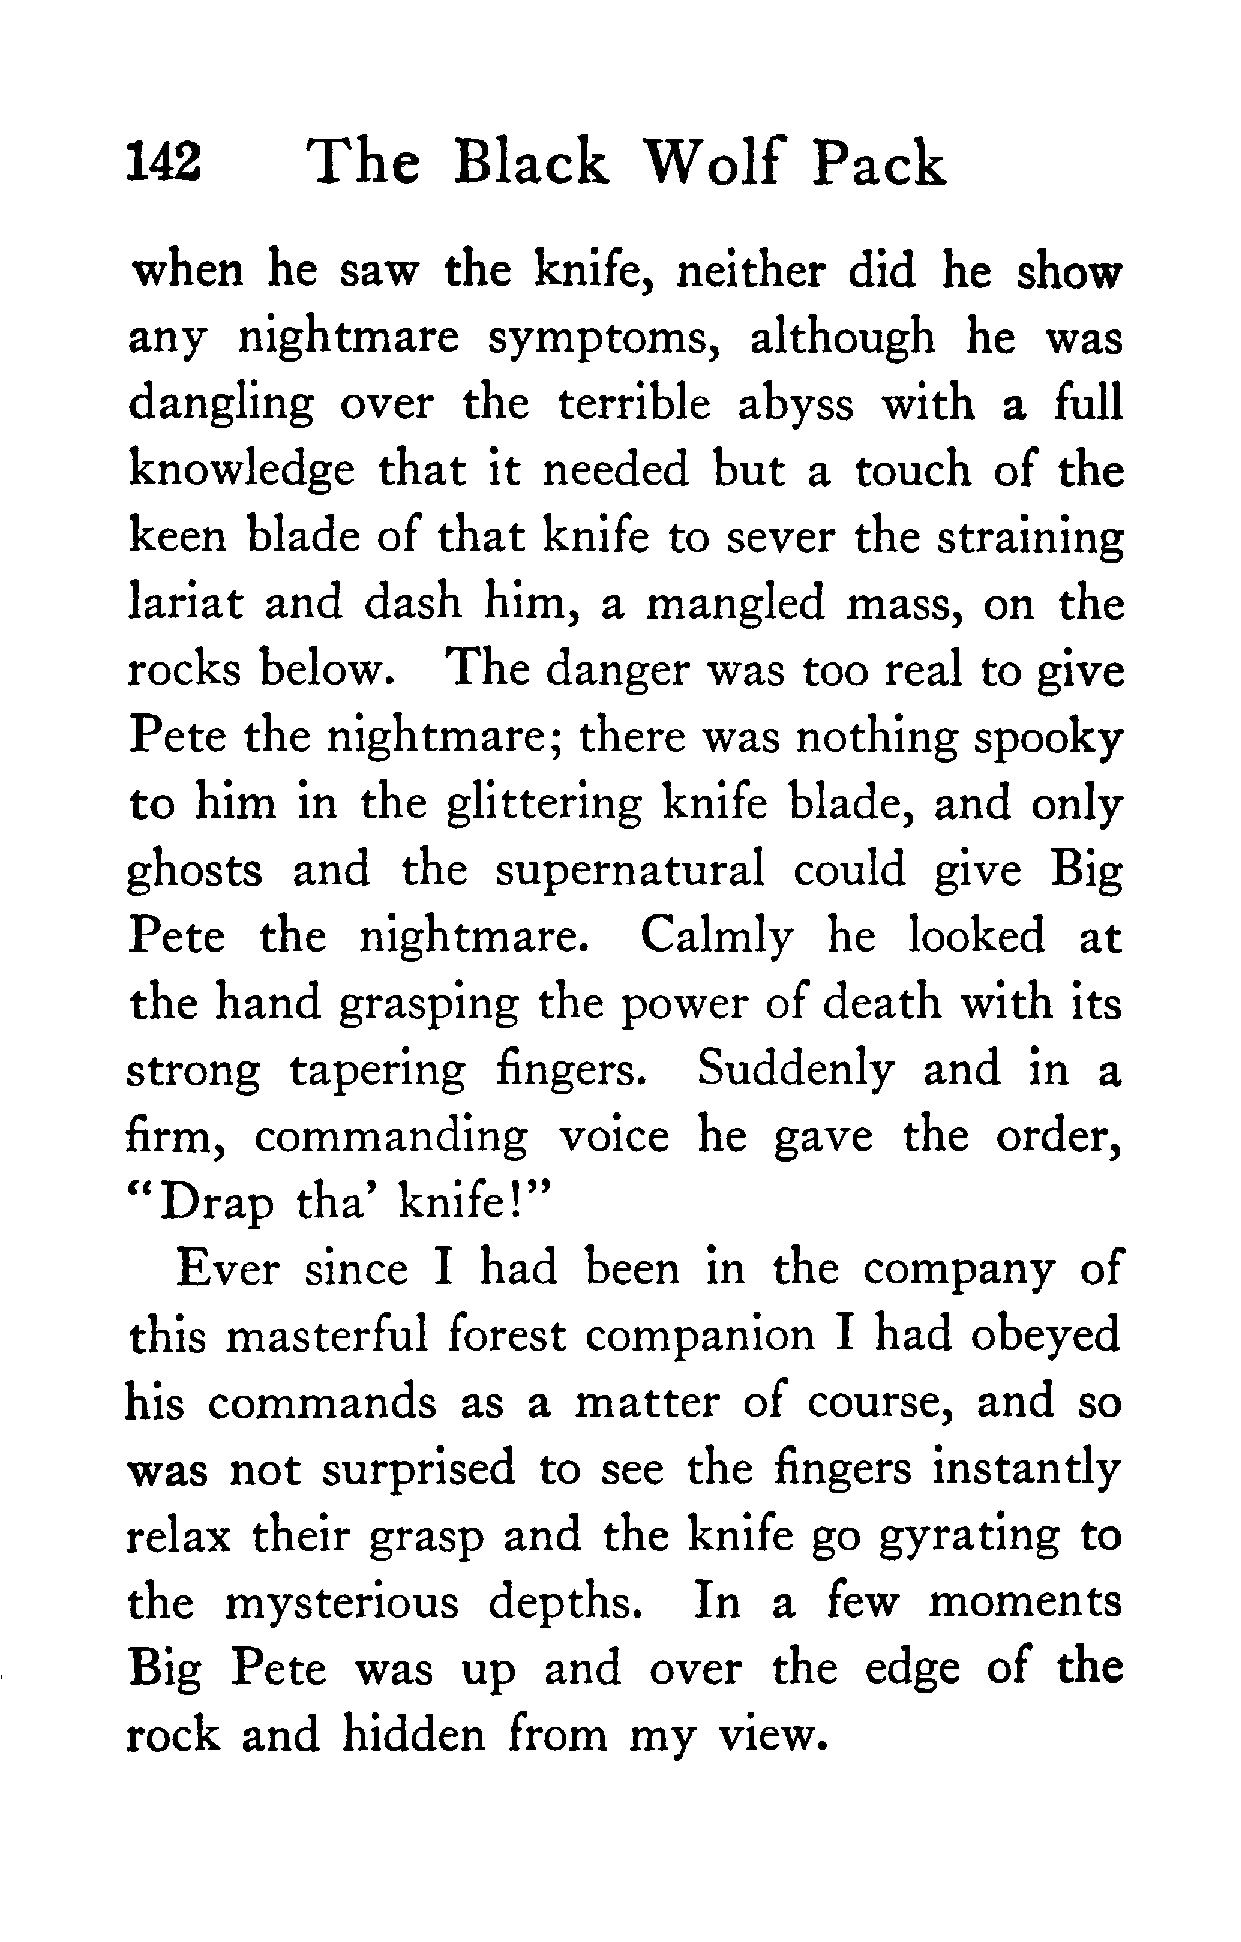 142 The Black Wolf Pack
when he saw the knife, neither did he show
any nightmare symptoms, although he was
dangling over the terrible abyss with a full
knowledge that it needed but a touch of the
keen blade of that knife to sever the straining
lariat and dash him, a mangled mass, on the
rocks below. The danger was too real to give
Pete the nightmare; there was nothing spooky
to him in the glittering knife blade, and only
ghosts and the supernatural could give Big
Pete the nightmare. Calmly he looked at
the hand grasping the power of death with its
strong tapering fingers. Suddenly and in a
firm, commanding voice he gave the order,
“Drap tha’ knife!”
Ever since I had been in the company of
this masterful forest companion I had obeyed
his commands as a matter of course, and so
was not surprised to see the fingers instantly
relax their grasp and the knife go gyrating to
the mysterious depths. In a few moments
Big Pete was up and over the edge of the
rock and hidden from my view.